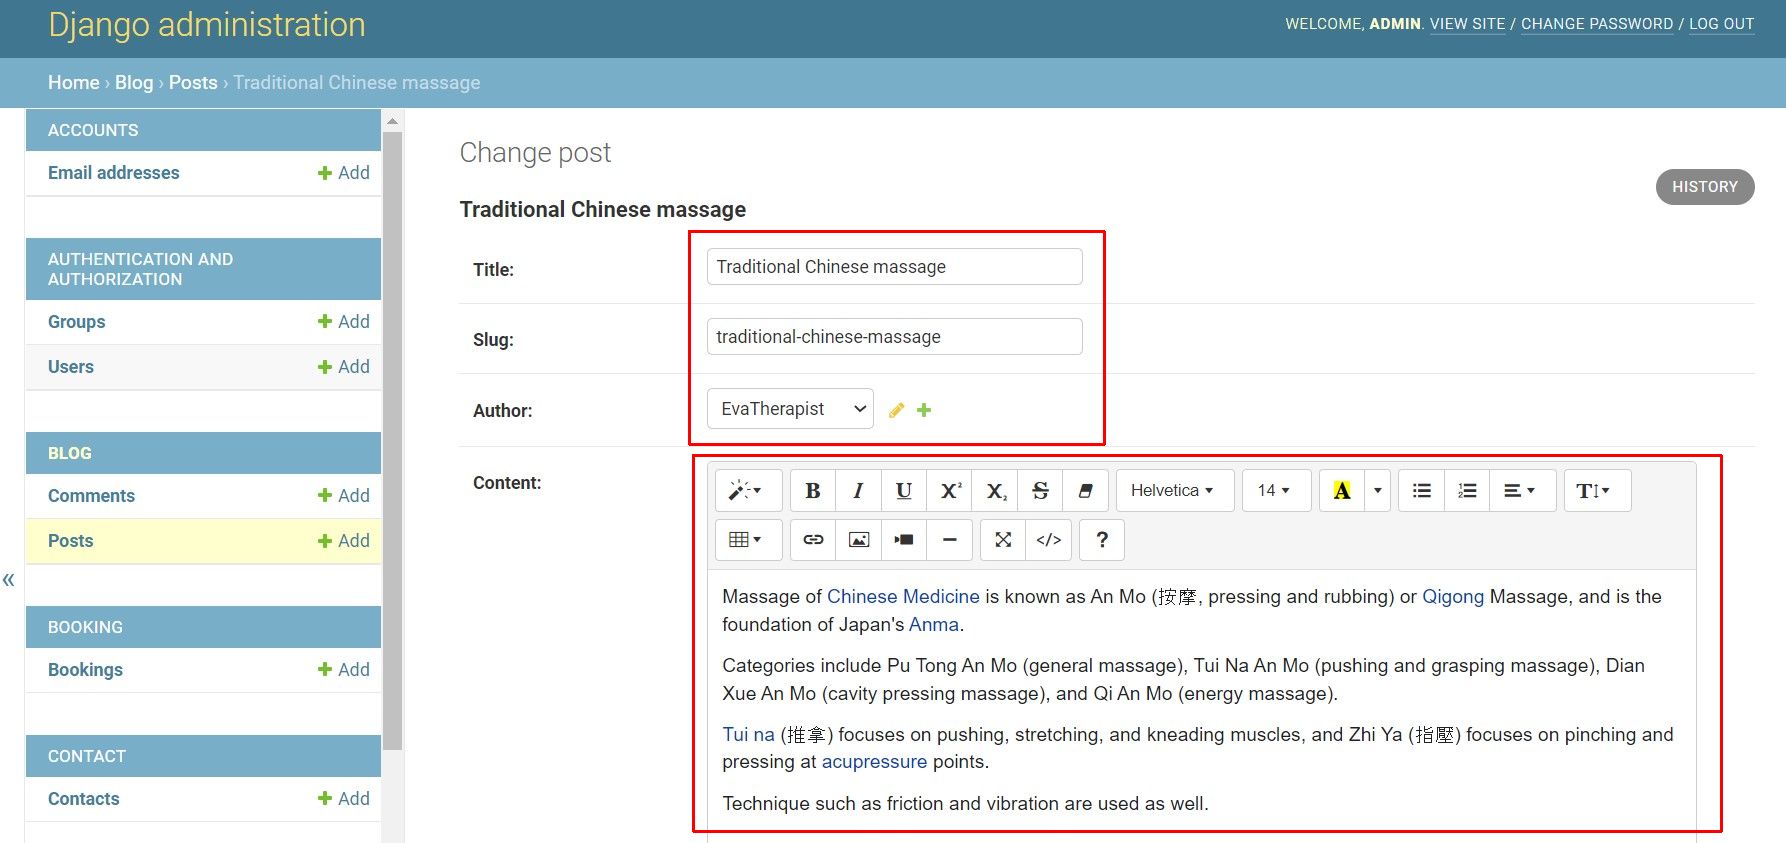 Django administration
WELCOME, ADMIN. VIEW SITE / CHANGE PASSWORD / LOG OUT
Home › Blog › Posts › Traditional Chinese massage
ACCOUNTS
Email addresses + Add
AUTHENTICATION AND
AUTHORIZATION
Groups + Add
Users + Add
BLOG
Comments + Add
Posts + Add
«
BOOKING
Bookings + Add
CONTACT
Contacts + Add
Change post
HISTORY
Traditional Chinese massage
Title: Traditional Chinese massage
Slug: traditional-chinese-massage
Author: EvaTherapist
Content:
B I U X² X₂ S Helvetica 14 A T
</> ?
Massage of Chinese Medicine is known as An Mo (按摩, pressing and rubbing) or Qigong Massage, and is the
foundation of Japan's Anma.
Categories include Pu Tong An Mo (general massage), Tui Na An Mo (pushing and grasping massage), Dian
Xue An Mo (cavity pressing massage), and Qi An Mo (energy massage).
Tui na (推拿) focuses on pushing, stretching, and kneading muscles, and Zhi Ya (指壓) focuses on pinching and
pressing at acupressure points.
Technique such as friction and vibration are used as well.